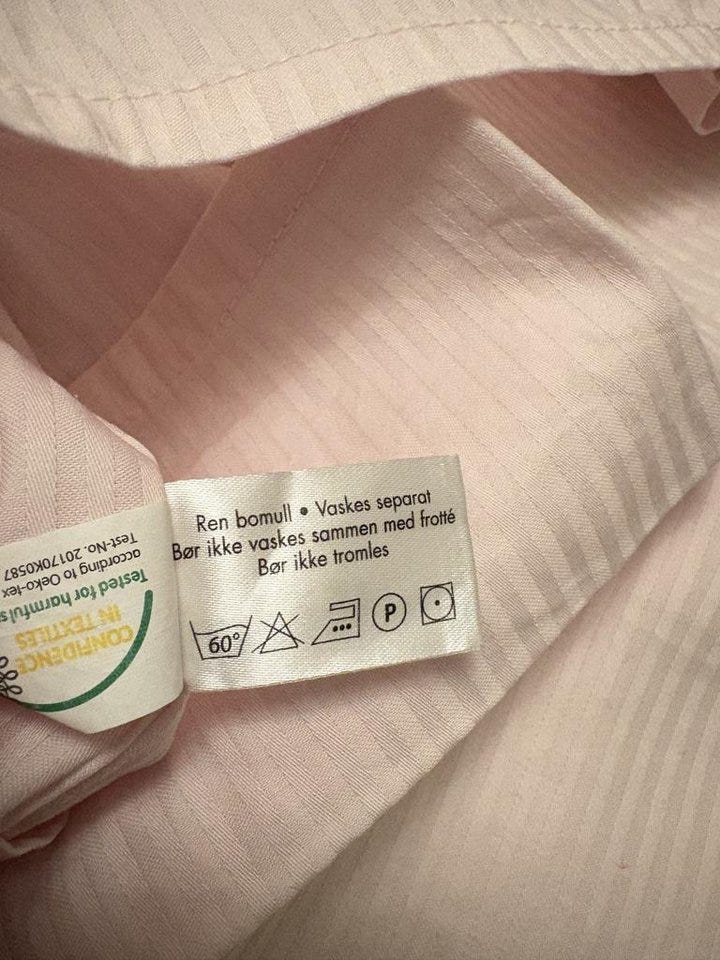 Ren bomull • Vaskes separat
Bør ikke vaskes sammen med frotté
Bør ikke tromles
60° P
CONFIDENCE
IN TEXTILES
Tested for harmful
according to Oeko-tex
Test-No. 2017OK0587